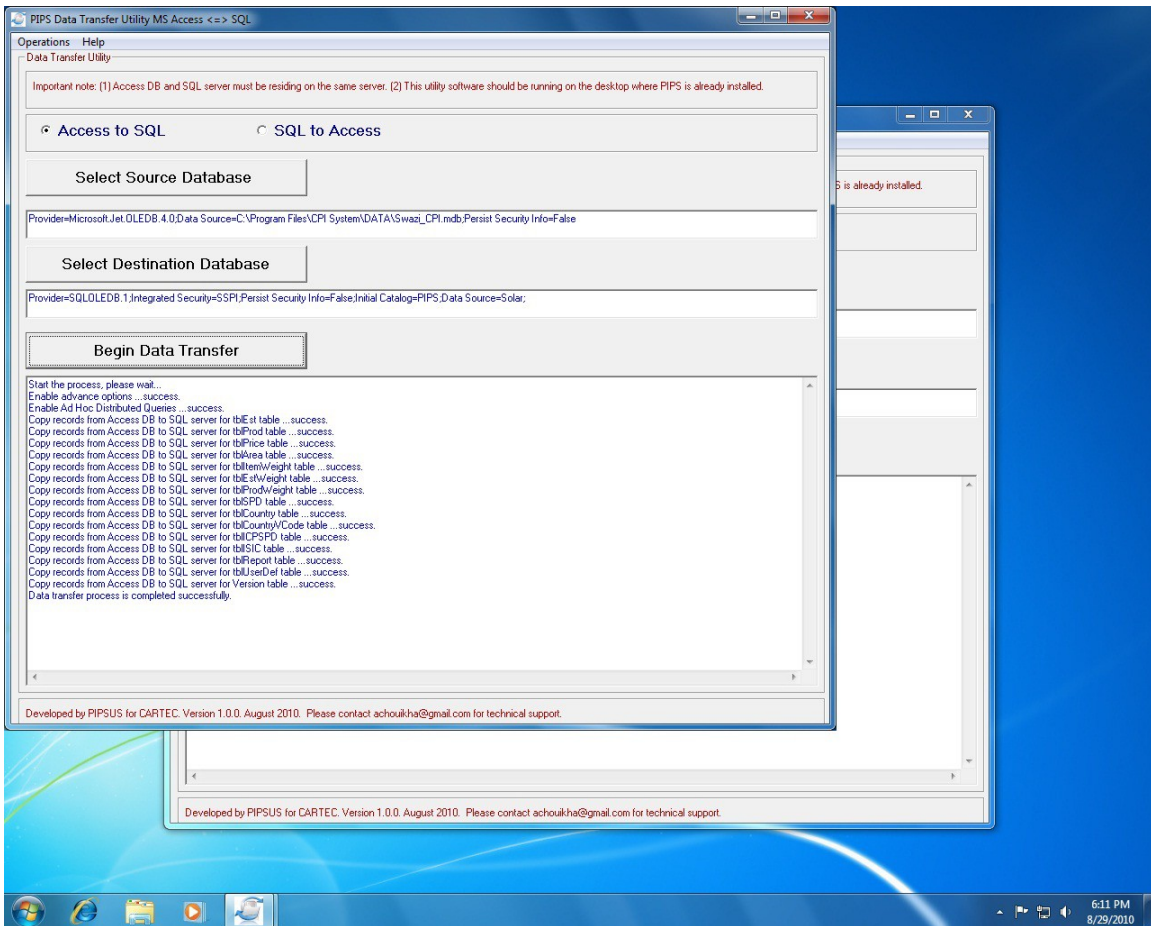 PIPS Data Transfer Utility MS Access <=> SQL
Operations Help
Data Transfer Utility
Important note: (1) Access DB and SQL server must be residing on the same server. (2) This utility software should be running on the desktop where PIPS is already installed.
Access to SQL SQL to Access
Select Source Database
Provider=Microsoft.Jet.OLEDB.4.0;Data Source=C:\Program Files\CPI System\DATA\Swazi_CPI.mdb;Persist Security Info=False
Select Destination Database
Provider=SQLOLEDB.1;Integrated Security=SSPI;Persist Security Info=False;Initial Catalog=PIPS;Data Source=Solar;
Begin Data Transfer
Start the process, please wait...
Enable advance options ...success.
Enable Ad Hoc Distributed Queries ...success.
Copy records from Access DB to SQL server for tblEst table ...success.
Copy records from Access DB to SQL server for tblProd table ...success.
Copy records from Access DB to SQL server for tblPrice table ...success.
Copy records from Access DB to SQL server for tblArea table ...success.
Copy records from Access DB to SQL server for tblItemWeight table ...success.
Copy records from Access DB to SQL server for tblEstWeight table ...success.
Copy records from Access DB to SQL server for tblProdWeight table ...success.
Copy records from Access DB to SQL server for tblSPD table ...success.
Copy records from Access DB to SQL server for tblCountry table ...success.
Copy records from Access DB to SQL server for tblCountryVCode table ...success.
Copy records from Access DB to SQL server for tblICPSPD table ...success.
Copy records from Access DB to SQL server for tblISIC table ...success.
Copy records from Access DB to SQL server for tblReport table ...success.
Copy records from Access DB to SQL server for tblUserDef table ...success.
Copy records from Access DB to SQL server for Version table ...success.
Data transfer process is completed successfully.
Developed by PIPSUS for CARTEC. Version 1.0.0. August 2010. Please contact achouikha@gmail.com for technical support.
S is already installed.
Developed by PIPSUS for CARTEC. Version 1.0.0. August 2010. Please contact achouikha@gmail.com for technical support.
6:11 PM
8/29/2010